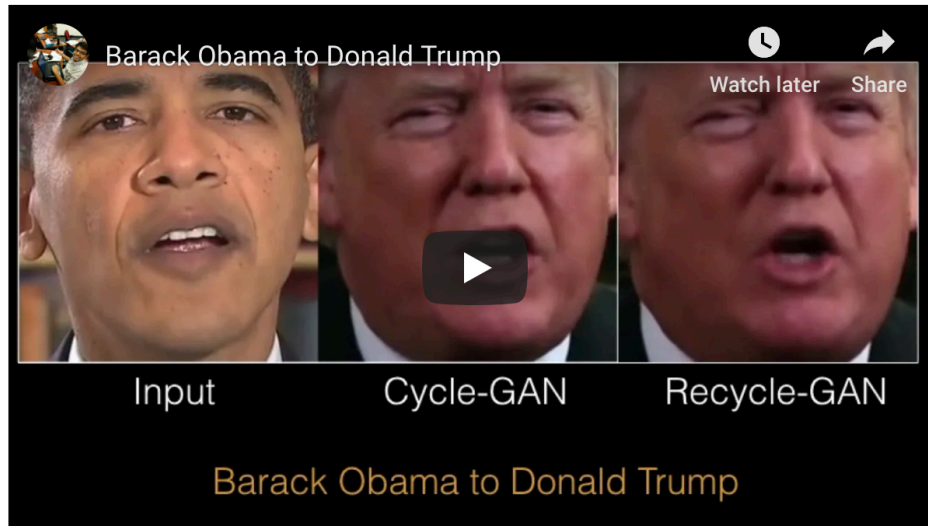 Barack Obama to Donald Trump
Watch later Share
Input Cycle-GAN Recycle-GAN
Barack Obama to Donald Trump